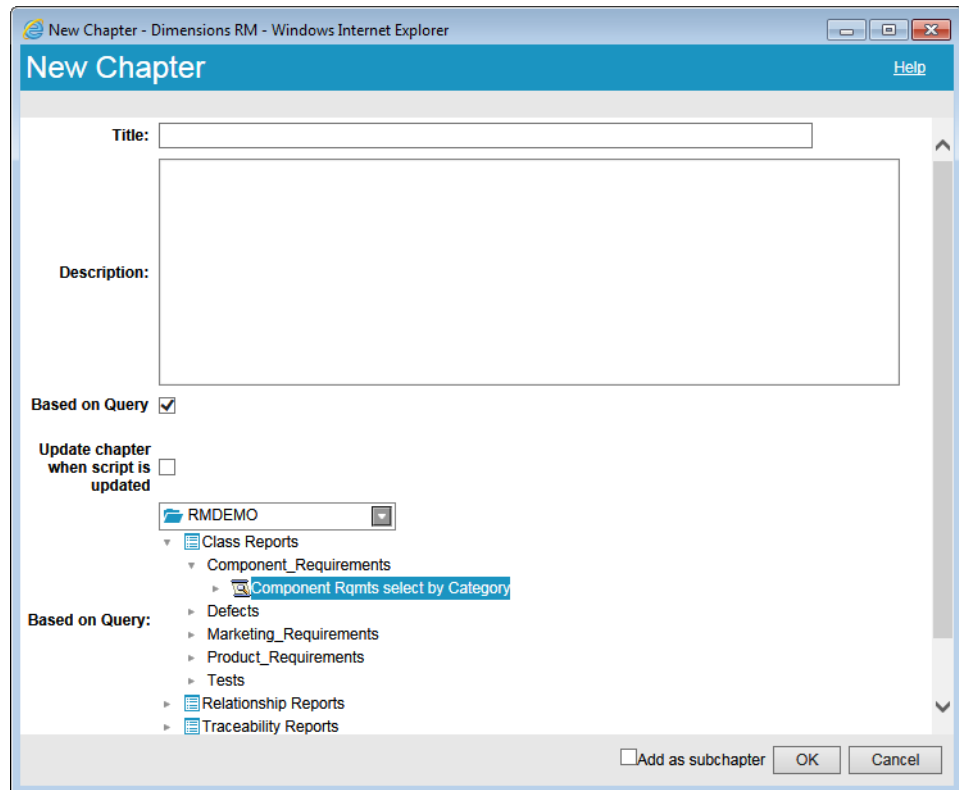 New Chapter - Dimensions RM - Windows Internet Explorer
New Chapter
Help
Title:
Description:
Based on Query
Update chapter
when script is
updated
RMDEMO
Class Reports
Component_Requirements
Component Rqmts select by Category
Defects
Based on Query:
Marketing_Requirements
Product_Requirements
Tests
Relationship Reports
Traceability Reports
Add as subchapter
OK
Cancel